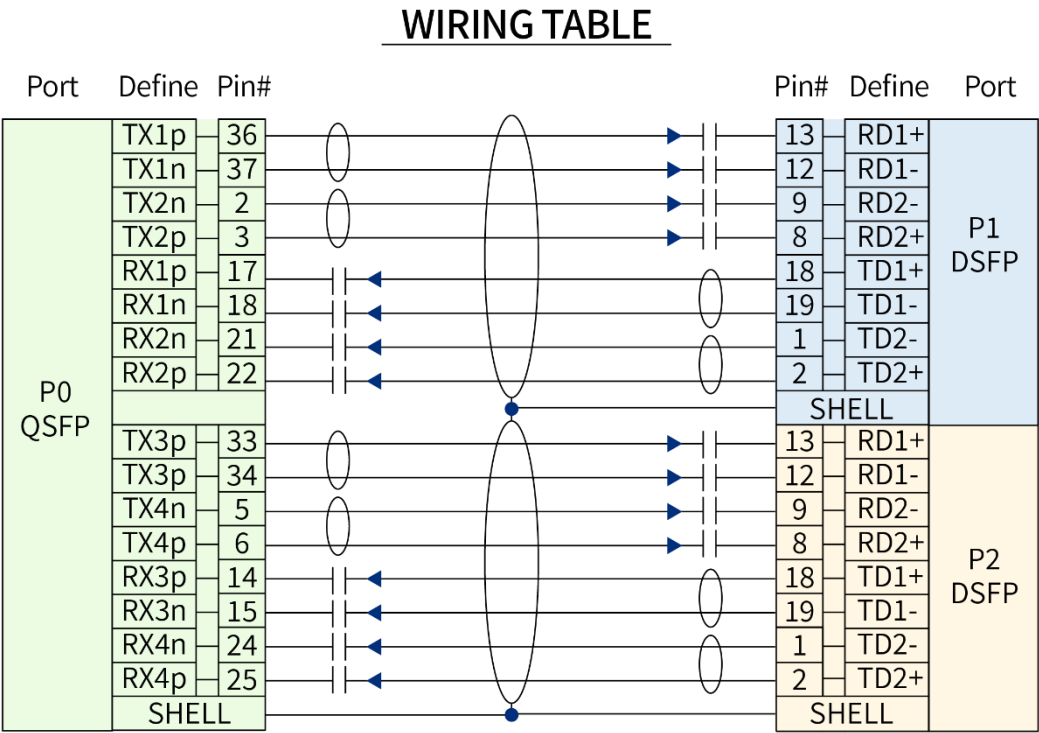 WIRING TABLE
Port Define Pin# Pin# Define Port
TX1p 36 13 RD1+
TX1n 37 12 RD1-
TX2n 2 9 RD2-
TX2p 3 8 RD2+
P1
DSFP
RX1p 17 18 TD1+
RX1n 18 19 TD1-
RX2n 21 1 TD2-
RX2p 22 2 TD2+
P0
QSFP
SHELL
TX3p 33 13 RD1+
TX3p 34 12 RD1-
TX4n 5 9 RD2-
TX4p 6 8 RD2+
P2
DSFP
RX3p 14 18 TD1+
RX3n 15 19 TD1-
RX4n 24 1 TD2-
RX4p 25 2 TD2+
SHELL SHELL